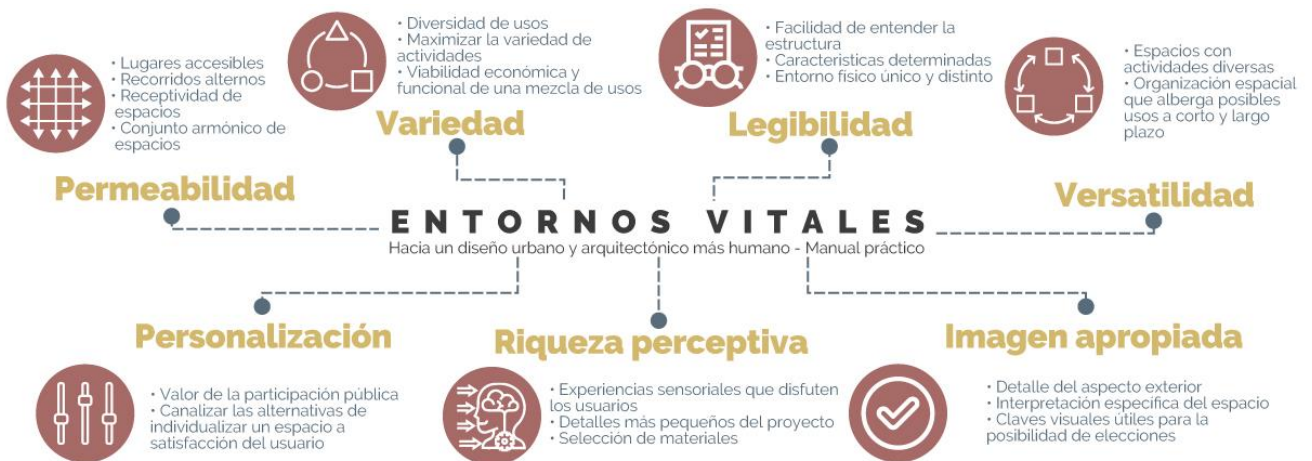 • Lugares accesibles
• Recorridos alternos
• Receptividad de
espacios
• Conjunto armónico de
espacios
Permeabilidad
• Diversidad de usos
• Maximizar la variedad de
actividades
• Viabilidad económica y
funcional de una mezcla de usos
Variedad
• Facilidad de entender la
estructura
• Caracteristicas determinadas
• Entorno físico único y distinto
Legibilidad
• Espacios con
actividades diversas
• Organización espacial
que alberga posibles
usos a corto y largo
plazo
Versatilidad
ENTORNOS VITALES
Hacia un diseño urbano y arquitectónico más humano - Manual práctico
Personalización
• Valor de la participación pública
• Canalizar las alternativas de
individualizar un espacio a
satisfacción del usuario
Riqueza perceptiva
• Experiencias sensoriales que disfuten
los usuarios
• Detalles más pequeños del proyecto
• Selección de materiales
Imagen apropiada
• Detalle del aspecto exterior
• Interpretación específica del espacio
• Claves visuales útiles para la
posibilidad de elecciones